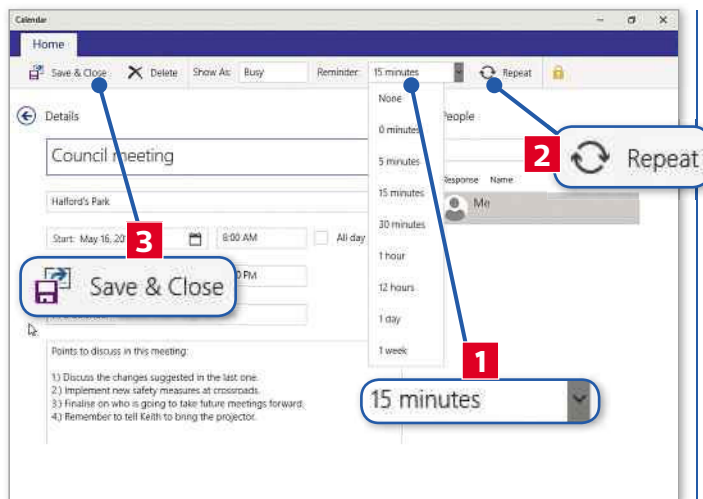 Calendar
Home
Save & Close Delete Show As: Busy Reminder: 15 minutes Repeat
Details
Council meeting
Halford's Park
Start: May 16, 20
8:00 AM
All day
0 PM
None
0 minutes
5 minutes
15 minutes
30 minutes
1 hour
12 hours
1 day
1 week
People
Response Name
Me
2
Repeat
3
Save & Close
Points to discuss in this meeting:
1.) Discuss the changes suggested in the last one.
2.) Implement new safety measures at crossroads.
3.) Finalise on who is going to take future meetings forward.
4.) Remember to tell Keith to bring the projector.
1
15 minutes